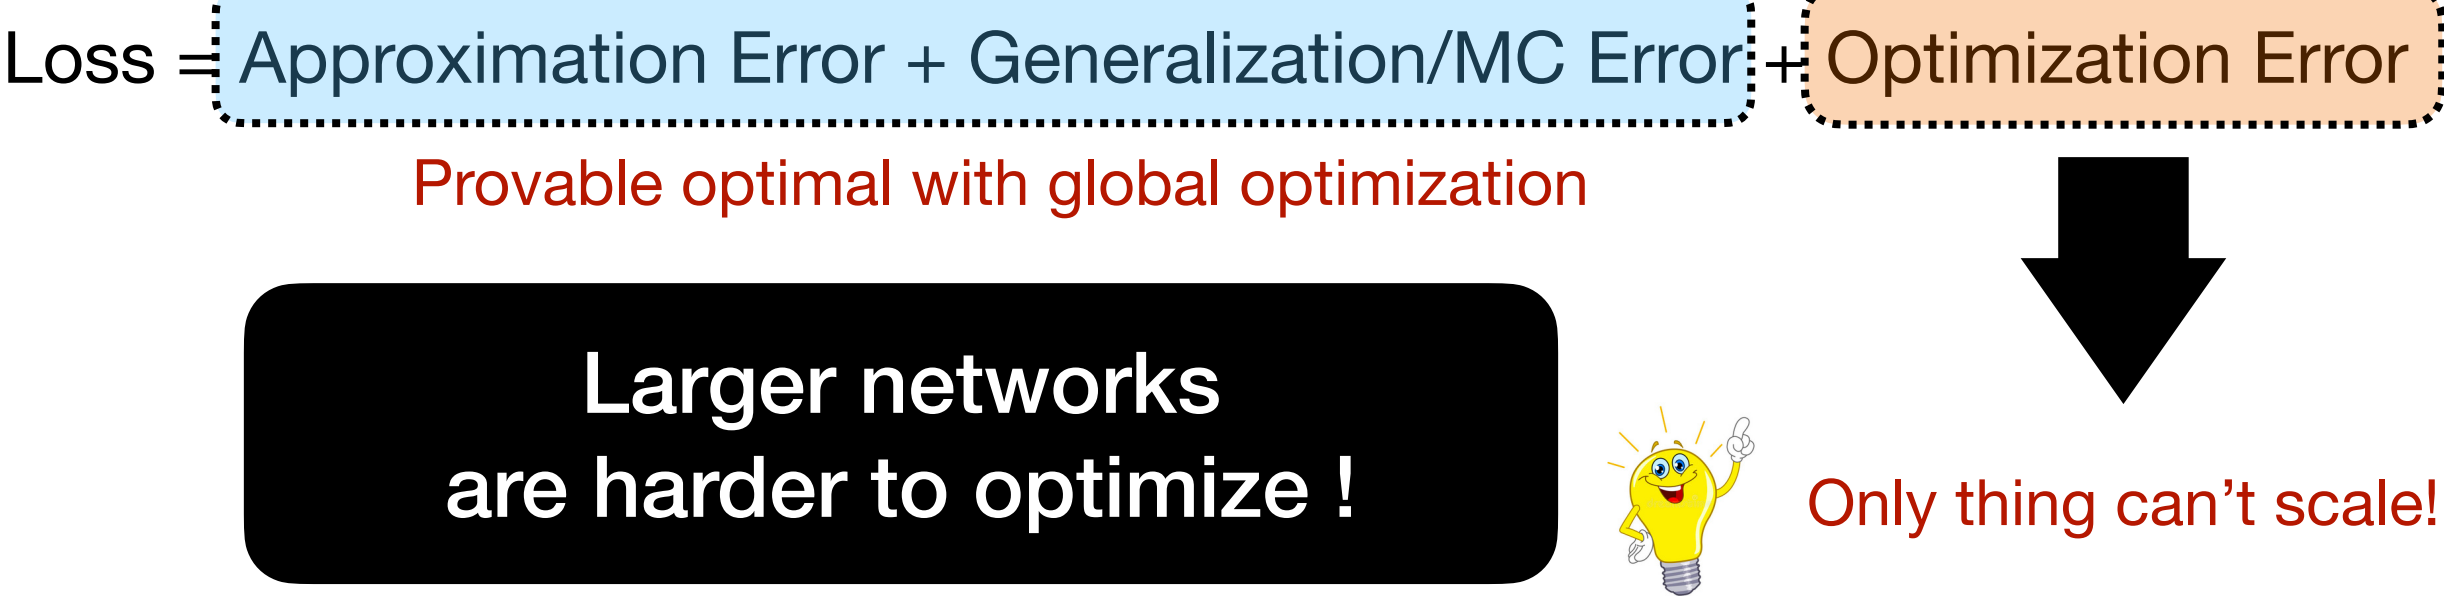 Loss = Approximation Error + Generalization/MC Error + Optimization Error
Provable optimal with global optimization
Larger networks
are harder to optimize !
Only thing can’t scale!